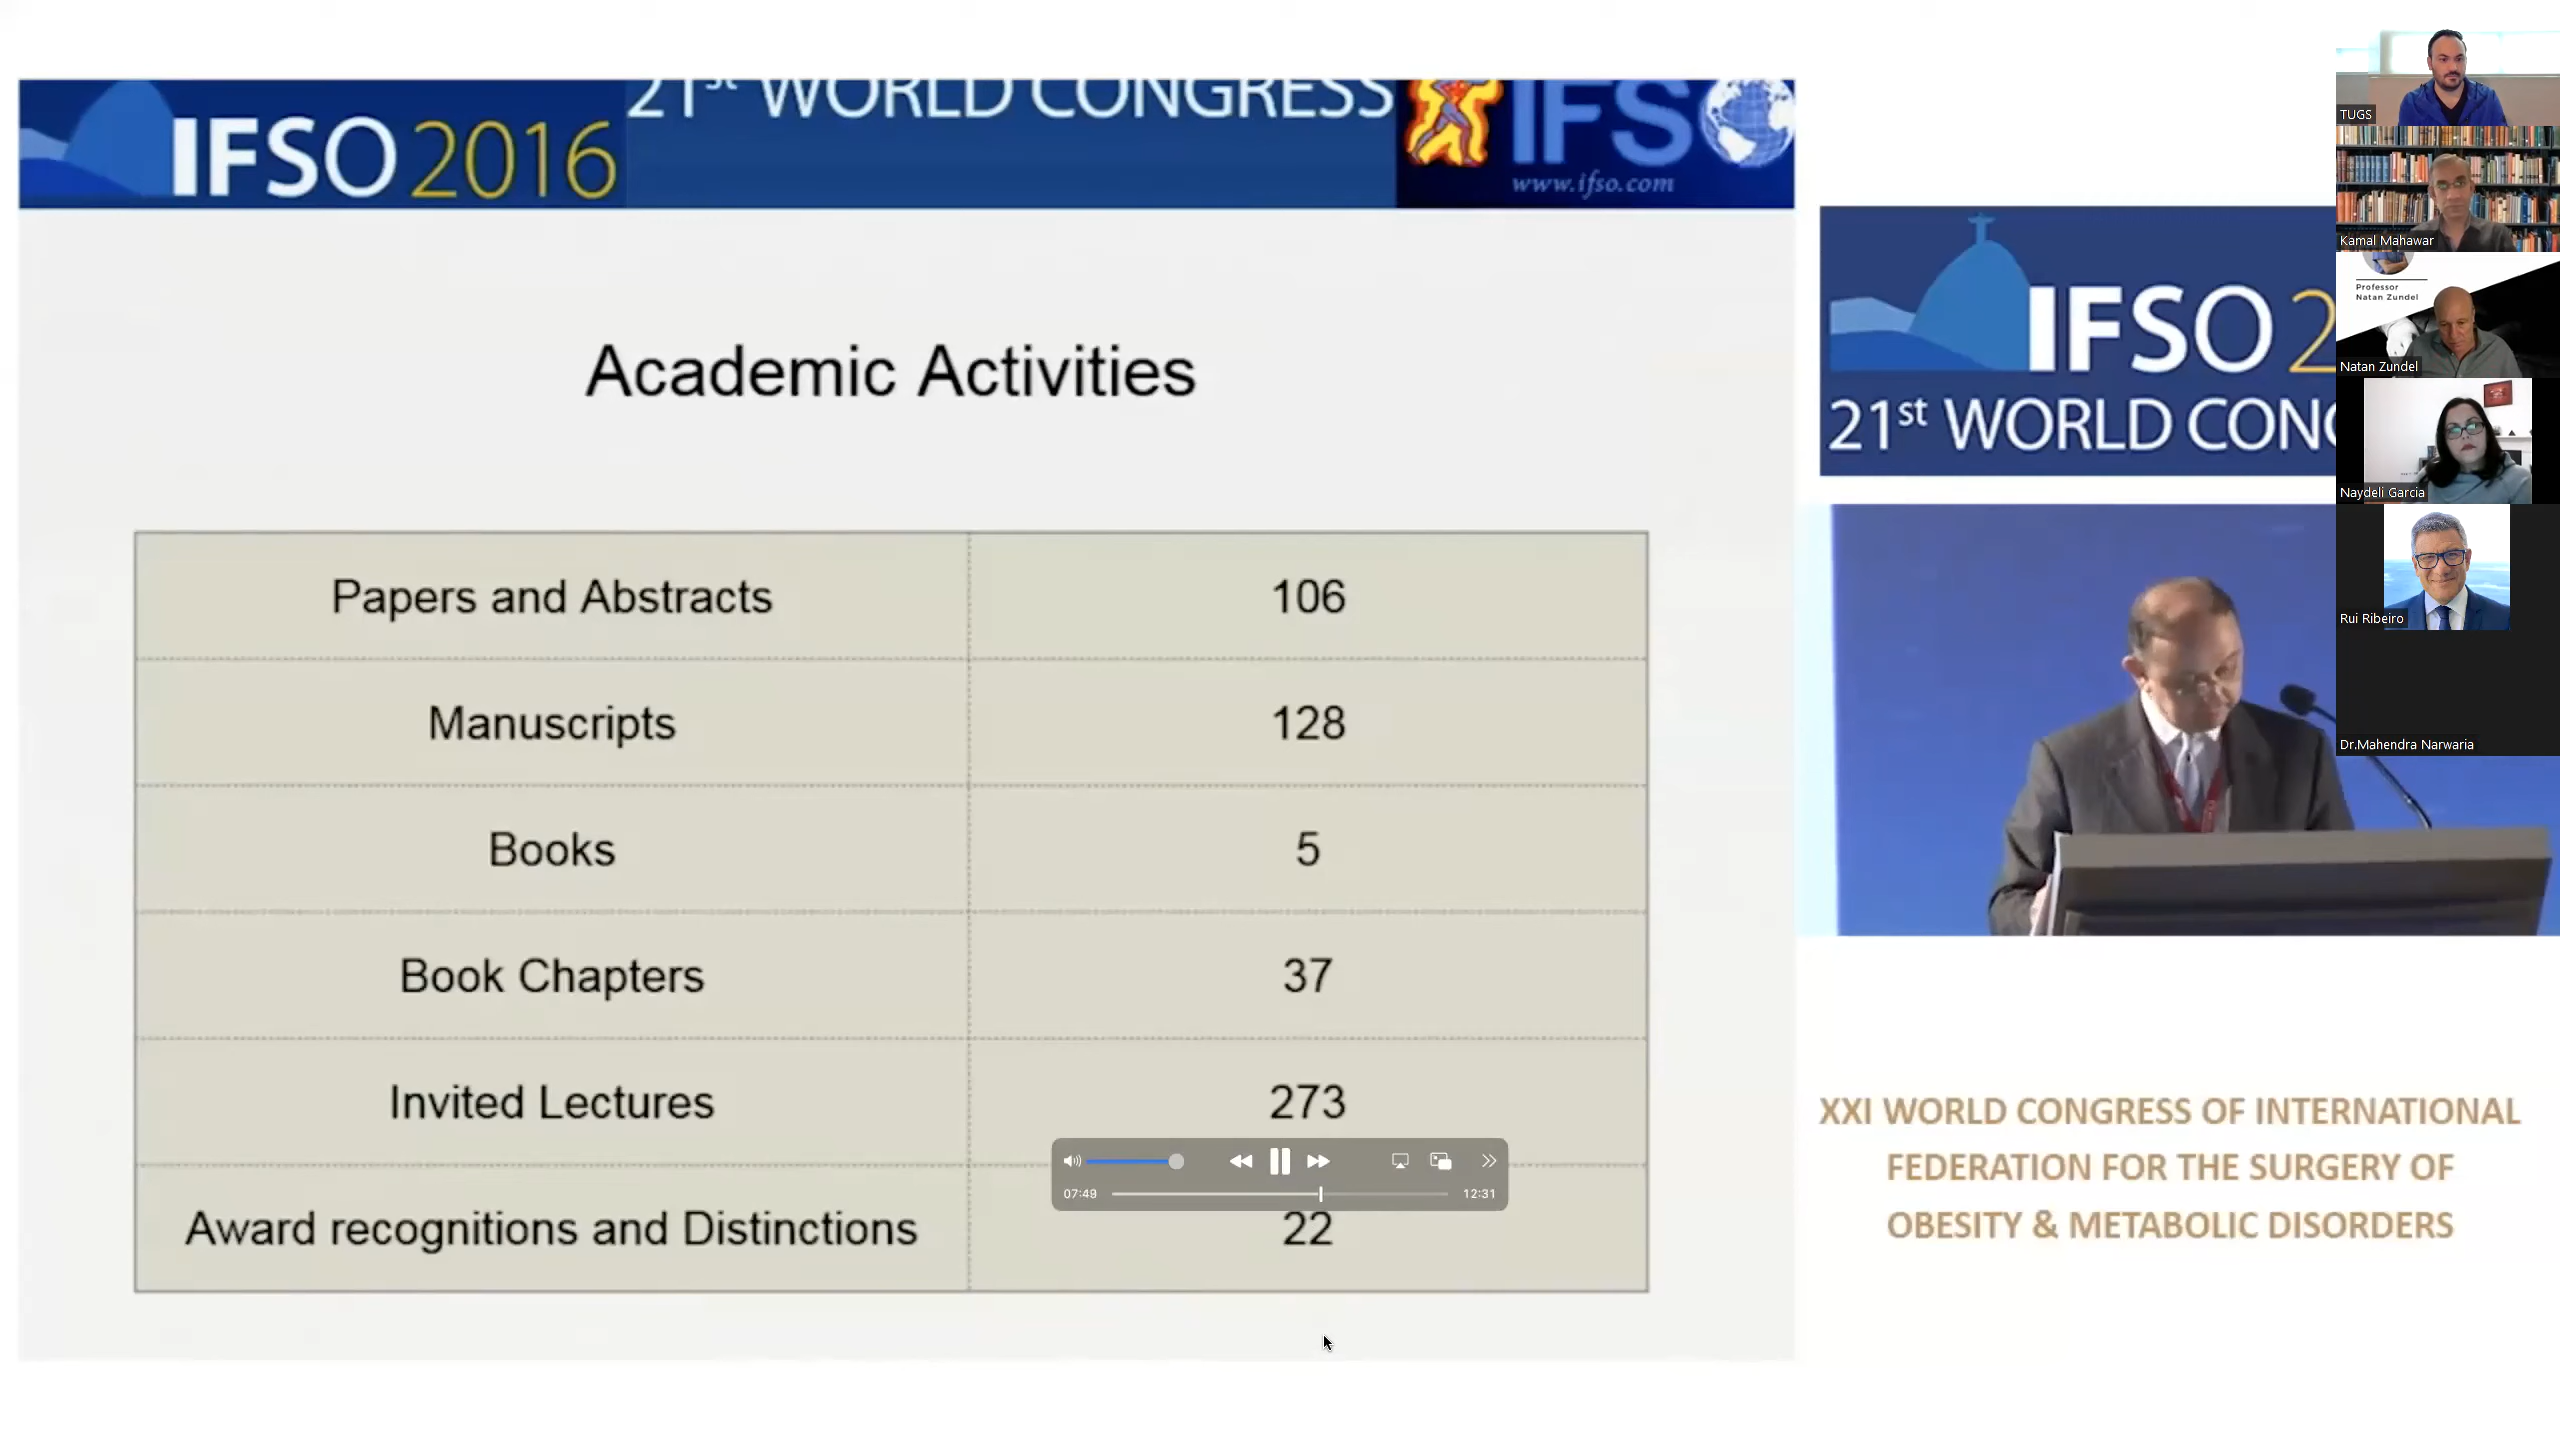 IFSO 2016
21st WORLD CONGRESS
IFSO
www.ifso.com
Academic Activities
Papers and Abstracts 106
Manuscripts 128
Books 5
Book Chapters 37
Invited Lectures 273
Award recognitions and Distinctions 22
07:49 12:31
IFSO 2
21st WORLD CONG
XXI WORLD CONGRESS OF INTERNATIONAL
FEDERATION FOR THE SURGERY OF
OBESITY & METABOLIC DISORDERS
TUGS
Kamal Mahawar
Professor
Natan Zundel
Natan Zundel
Naydeli Garcia
Rui Ribeiro
Dr.Mahendra Narwaria